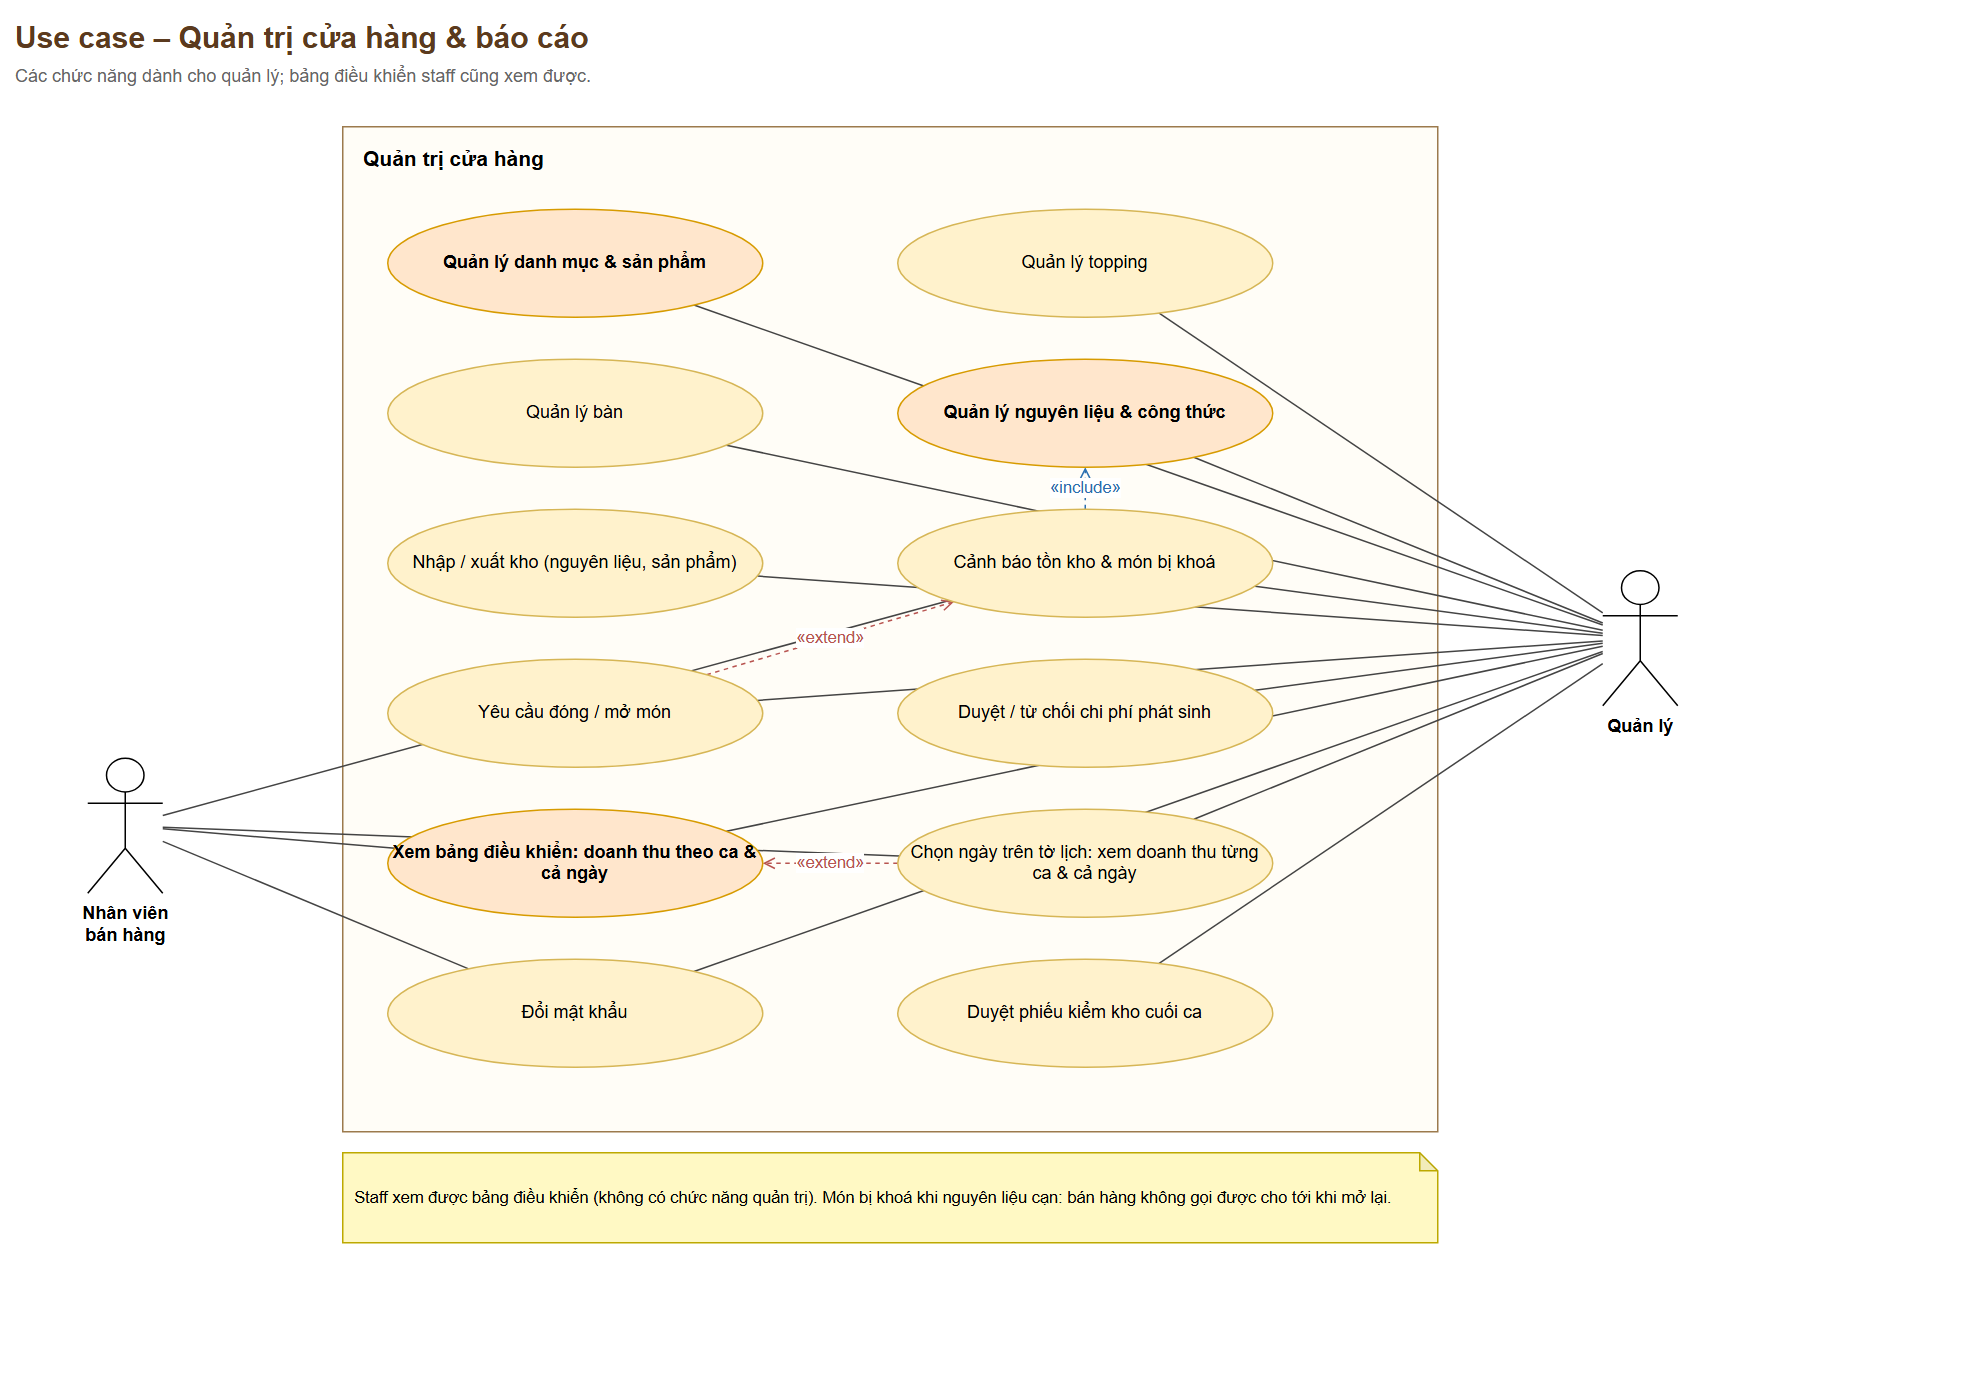 Use case – Quản trị cửa hàng & báo cáo
Các chức năng dành cho quản lý; bảng điều khiển staff cũng xem được.
Quản trị cửa hàng
Quản lý danh mục & sản phẩm
Quản lý topping
Quản lý bàn
Quản lý nguyên liệu & công thức
«include»
Nhập / xuất kho (nguyên liệu, sản phẩm)
Cảnh báo tồn kho & món bị khoá
«extend»
Yêu cầu đóng / mở món
Duyệt / từ chối chi phí phát sinh
Quản lý
Xem bảng điều khiển: doanh thu theo ca &
cả ngày
«extend»
Chọn ngày trên tờ lịch: xem doanh thu từng
ca & cả ngày
Nhân viên
bán hàng
Đổi mật khẩu
Duyệt phiếu kiểm kho cuối ca
Staff xem được bảng điều khiển (không có chức năng quản trị). Món bị khoá khi nguyên liệu cạn: bán hàng không gọi được cho tới khi mở lại.